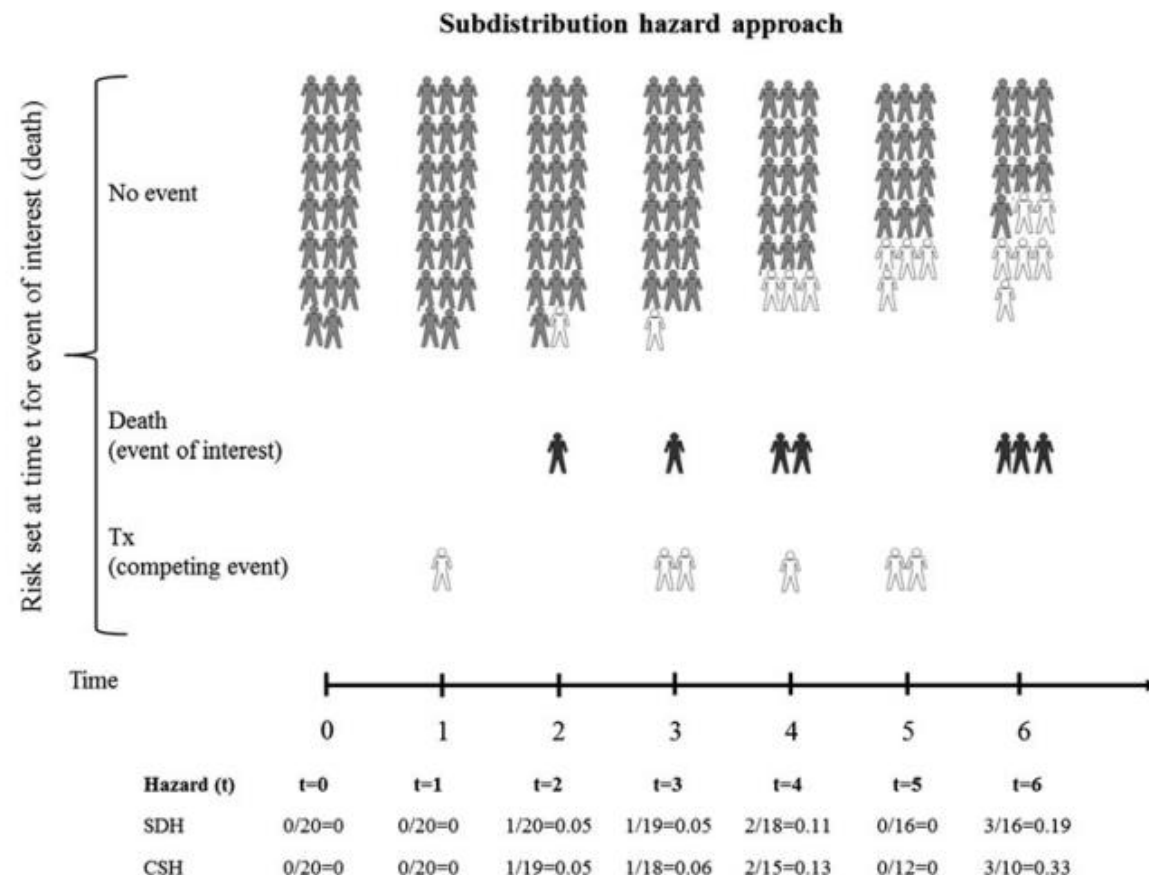 Subdistribution hazard approach
Risk set at time t for event of interest (death)
No event
Death
(event of interest)
Tx
(competing event)
Time
0 1 2 3 4 5 6
Hazard (t) t=0 t=1 t=2 t=3 t=4 t=5 t=6
SDH 0/20=0 0/20=0 1/20=0.05 1/19=0.05 2/18=0.11 0/16=0 3/16=0.19
CSH 0/20=0 0/20=0 1/19=0.05 1/18=0.06 2/15=0.13 0/12=0 3/10=0.33